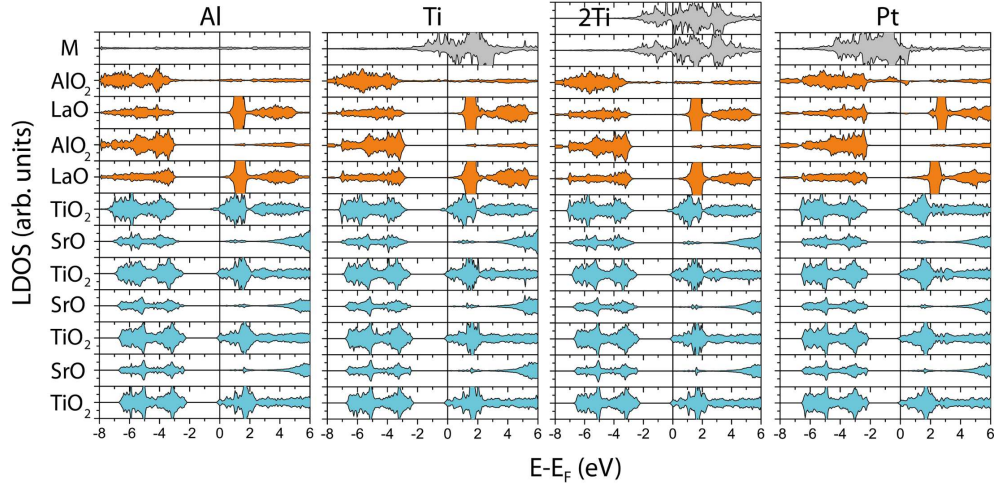 Al Ti 2Ti Pt
M
AlO2
LaO
AlO2
LaO
TiO2
SrO
TiO2
SrO
TiO2
SrO
TiO2
LDOS (arb. units)
-8 -6 -4 -2 0 2 4 6 -8 -6 -4 -2 0 2 4 6 -8 -6 -4 -2 0 2 4 6 -8 -6 -4 -2 0 2 4 6
E-EF (eV)